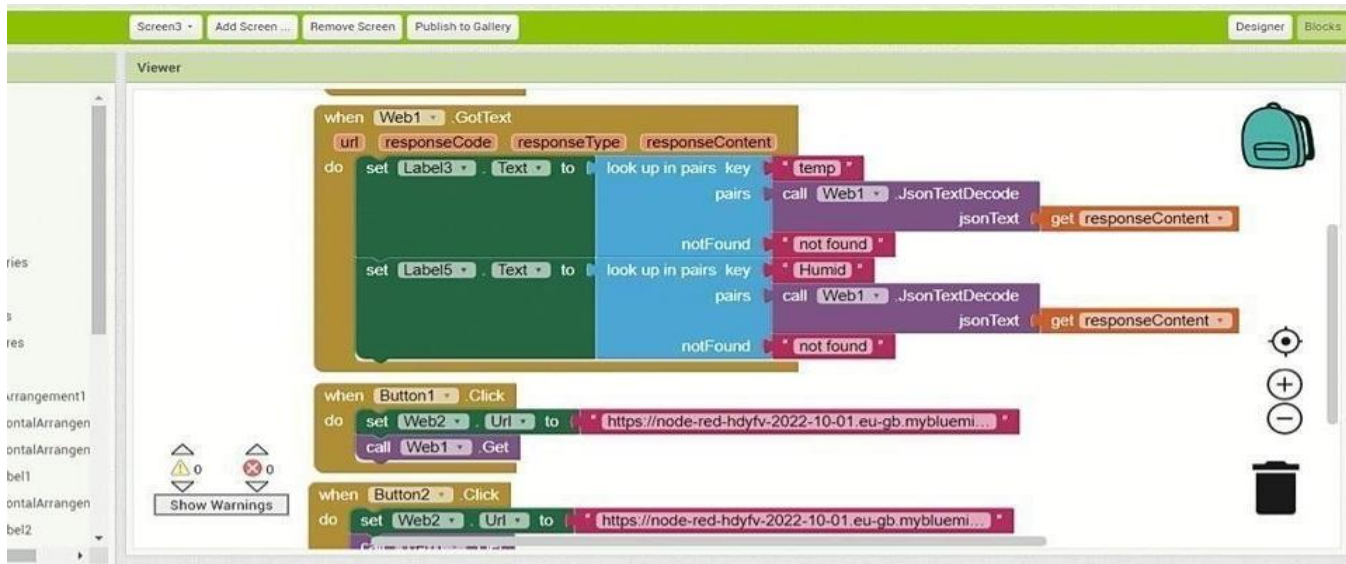 Screen3 Add Screen ... Remove Screen Publish to Gallery Designer Blocks
Viewer
when Web1 .GotText
url responseCode responseType responseContent
do set Label3 . Text to look up in pairs key " temp "
pairs call Web1 .JsonTextDecode
jsonText get responseContent
notFound " not found "
set Label5 . Text to look up in pairs key " Humid "
pairs call Web1 .JsonTextDecode
jsonText get responseContent
notFound " not found "
when Button1 .Click
do set Web2 . Url to " https://node-red-hdyfv-2022-10-01.eu-gb.mybluemi... "
call Web1 .Get
when Button2 .Click
do set Web2 . Url to " https://node-red-hdyfv-2022-10-01.eu-gb.mybluemi... "
ries
s
res
Arrangement1
ontalArrangen
ontalArrangen
bel1
ontalArrangen
bel2
0 0
Show Warnings